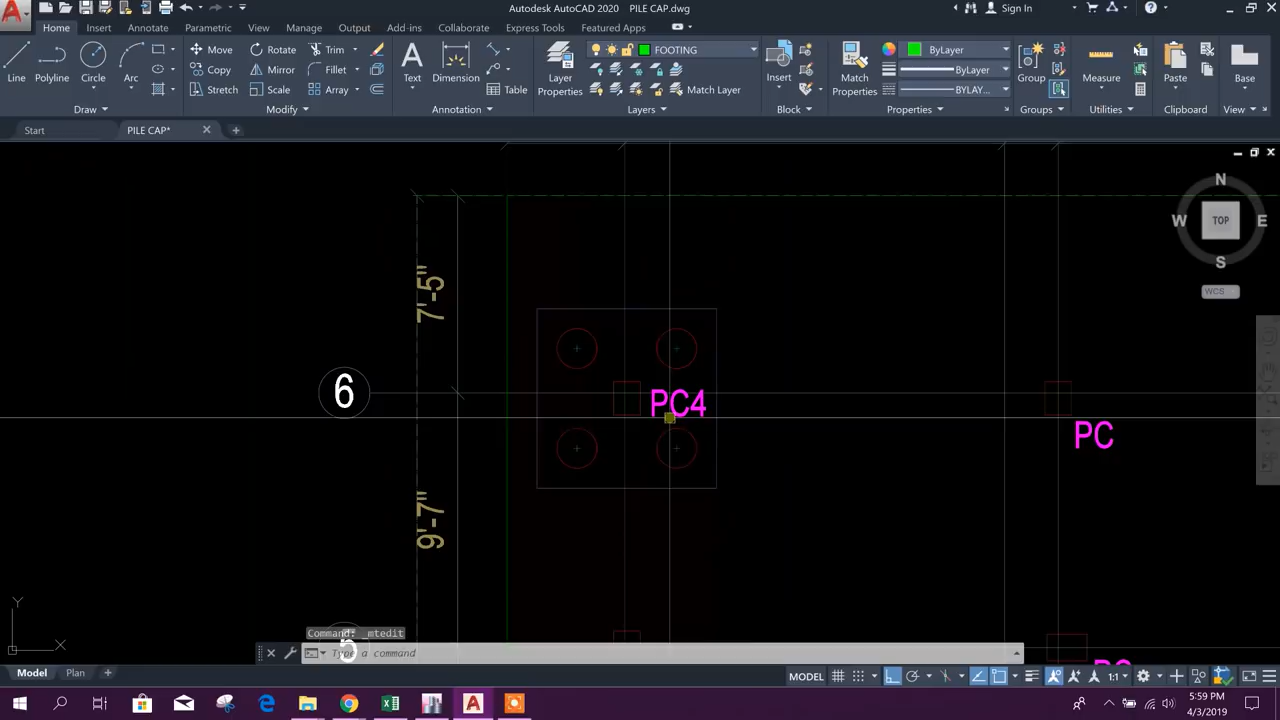 Autodesk AutoCAD 2020 PILE CAP.dwg
Sign In
Home Insert Annotate Parametric View Manage Output Add-ins Collaborate Express Tools Featured Apps
Line
Polyline
Circle
Arc
Move
Rotate
Trim
Copy
Mirror
Fillet
Stretch
Scale
Array
Text
Dimension
Table
Layer
Properties
FOOTING
Match Layer
Insert
Match
Properties
ByLayer
ByLayer
BYLAY...
Group
Measure
Paste
Base
Draw
Modify
Annotation
Layers
Block
Properties
Groups
Utilities
Clipboard
View
Start
PILE CAP*
N
W
TOP
E
S
WCS
7'-5"
6
PC4
PC
9'-7"
5
Y
X
Command: _mtedit
Type a command
Model
Plan
MODEL
1:1
5:59 PM
4/3/2019